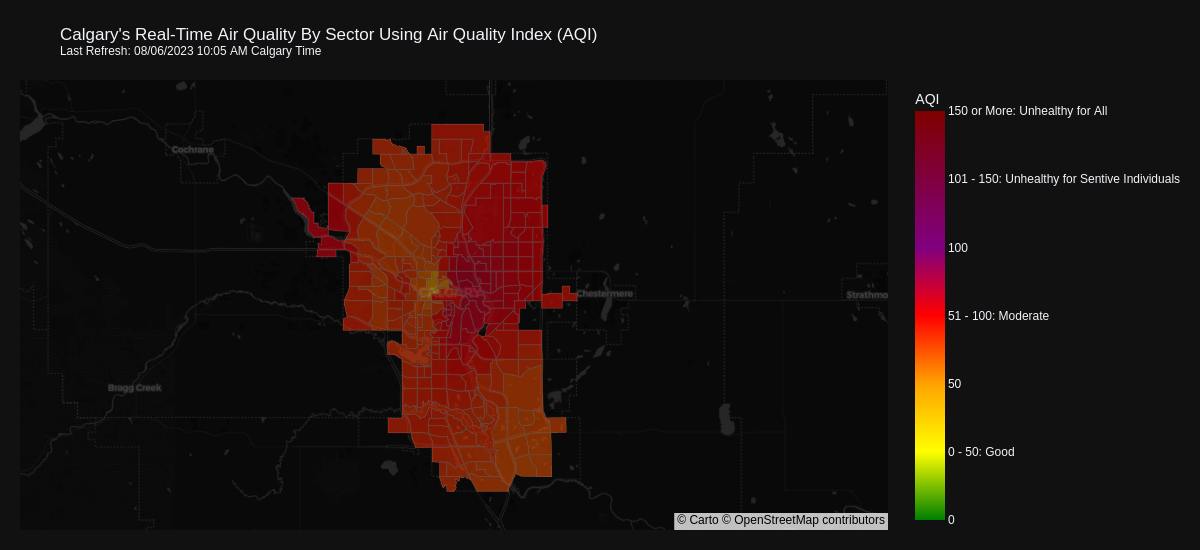 Calgary's Real-Time Air Quality By Sector Using Air Quality Index (AQI)
Last Refresh: 08/06/2023 10:05 AM Calgary Time
AQI
150 or More: Unhealthy for All
Cochrane
101 - 150: Unhealthy for Sentive Individuals
100
CALGARY
Chestermere
Strathmo
51 - 100: Moderate
50
Bragg Creek
0 - 50: Good
0
© Carto © OpenStreetMap contributors